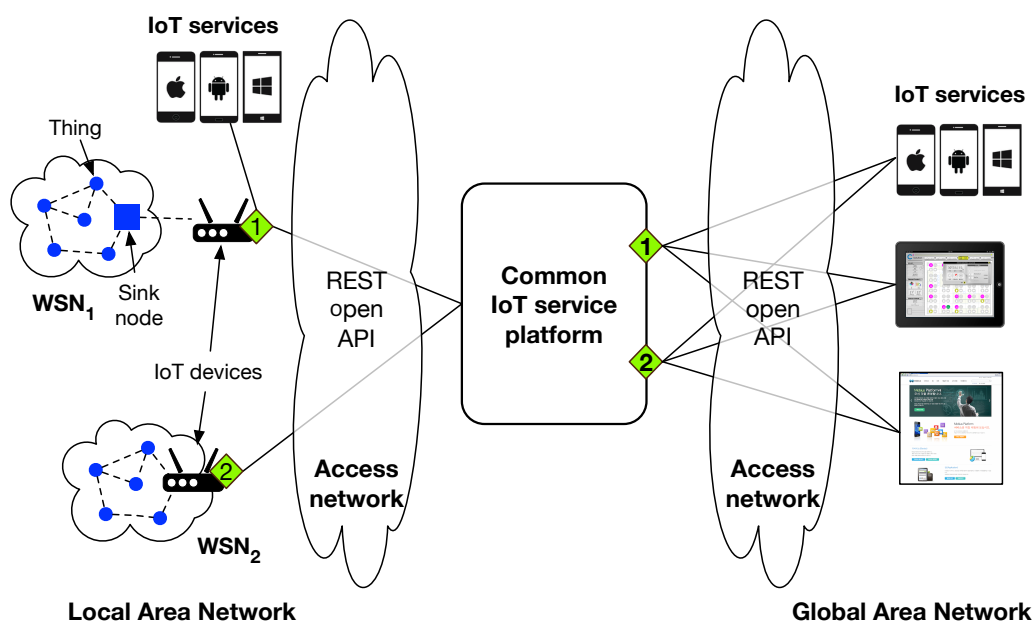 IoT services
Thing
1
WSN1
Sink
node
IoT devices
2
WSN2
REST
open
API
Access
network
Local Area Network
Common
IoT service
platform
1
2
REST
open
API
Access
network
IoT services
Global Area Network